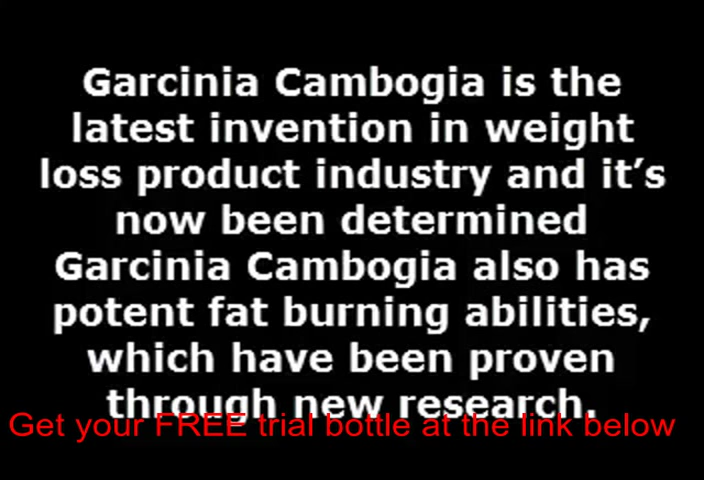 Garcinia Cambogia is the
latest invention in weight
loss product industry and it’s
now been determined
Garcinia Cambogia also has
potent fat burning abilities,
which have been proven
through new research.
Get your FREE trial bottle at the link below